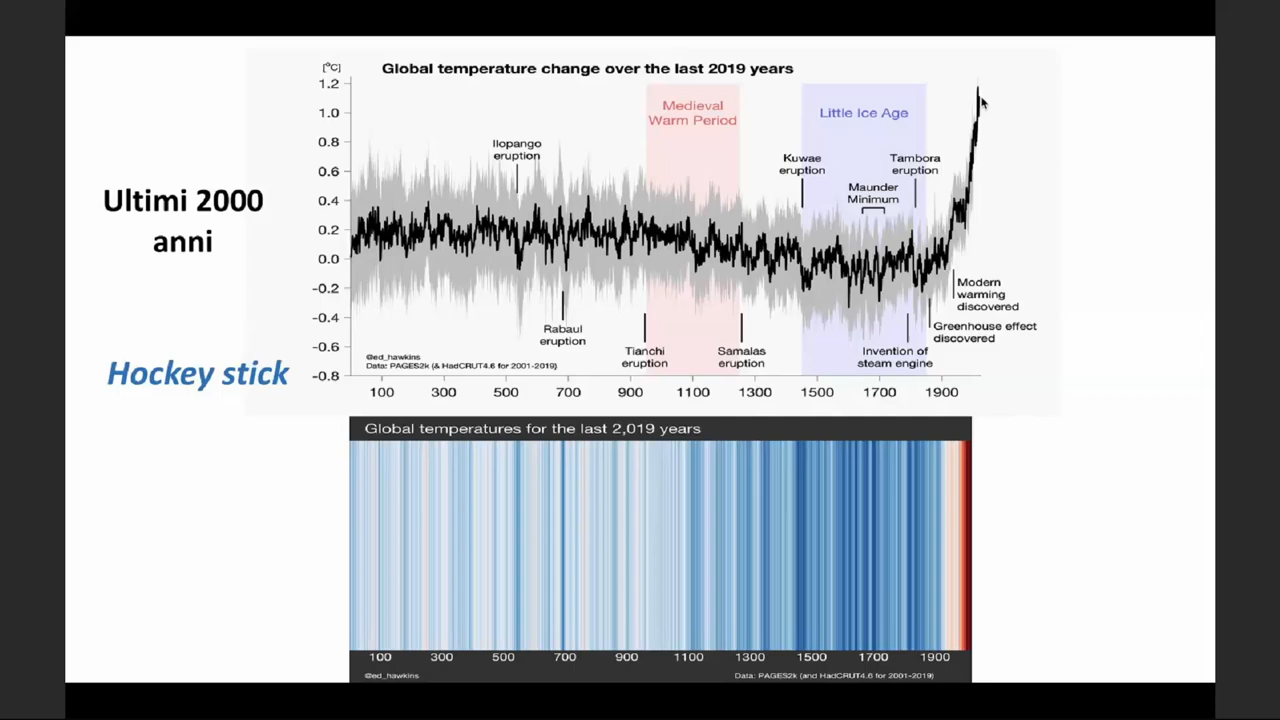 Ultimi 2000
anni
Hockey stick
[°C]
Global temperature change over the last 2019 years
1.2
1.0
0.8
0.6
0.4
0.2
0.0
-0.2
-0.4
-0.6
-0.8
Medieval
Warm Period
Little Ice Age
Ilopango
eruption
Kuwae
eruption
Tambora
eruption
Maunder
Minimum
Rabaul
eruption
Tianchi
eruption
Samalas
eruption
Invention of
steam engine
Modern
warming
discovered
Greenhouse effect
discovered
@ed_hawkins
Data: PAGES2k (& HadCRUT4.6 for 2001-2019)
100 300 500 700 900 1100 1300 1500 1700 1900
Global temperatures for the last 2,019 years
100 300 500 700 900 1100 1300 1500 1700 1900
@ed_hawkins
Data: PAGES2k (and HadCRUT4.6 for 2001-2019)